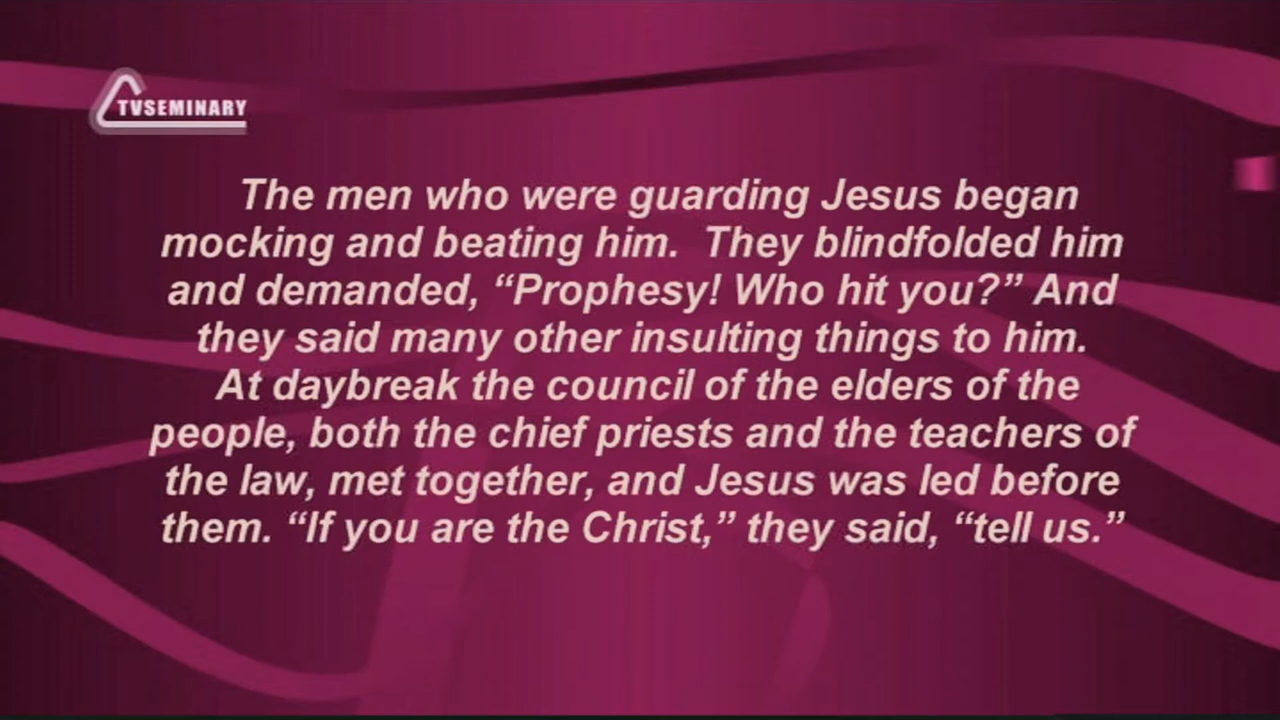 TVSEMINARY
The men who were guarding Jesus began
mocking and beating him.  They blindfolded him
and demanded, “Prophesy! Who hit you?” And
they said many other insulting things to him.
At daybreak the council of the elders of the
people, both the chief priests and the teachers of
the law, met together, and Jesus was led before
them. “If you are the Christ,” they said, “tell us.”